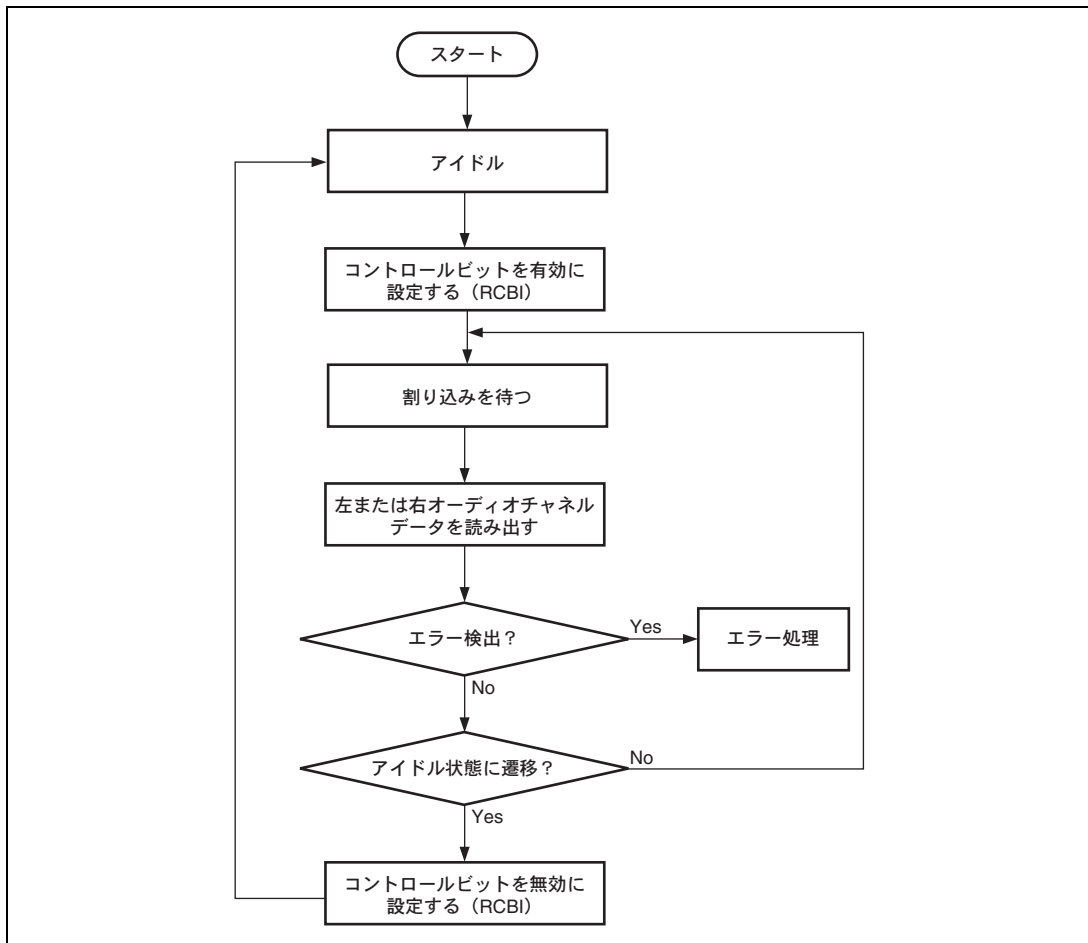 スタート
アイドル
コントロールビットを有効に
設定する（RCBI）
割り込みを待つ
左または右オーディオチャネル
データを読み出す
エラー検出？
Yes
エラー処理
No
アイドル状態に遷移？
No
Yes
コントロールビットを無効に
設定する（RCBI）